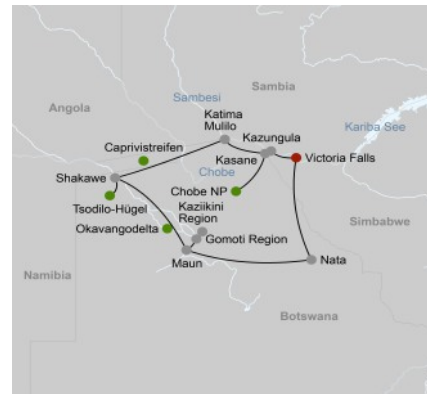 Sambia
Angola
Sambesi
Katima
Mulilo
Kazungula
Kariba See
Caprivistreifen
Kasane
Victoria Falls
Shakawe
Chobe
Chobe NP
Tsodilo-Hügel
Kaziikini
Region
Simbabwe
Okavangodelta
Gomoti Region
Maun
Nata
Namibia
Botswana